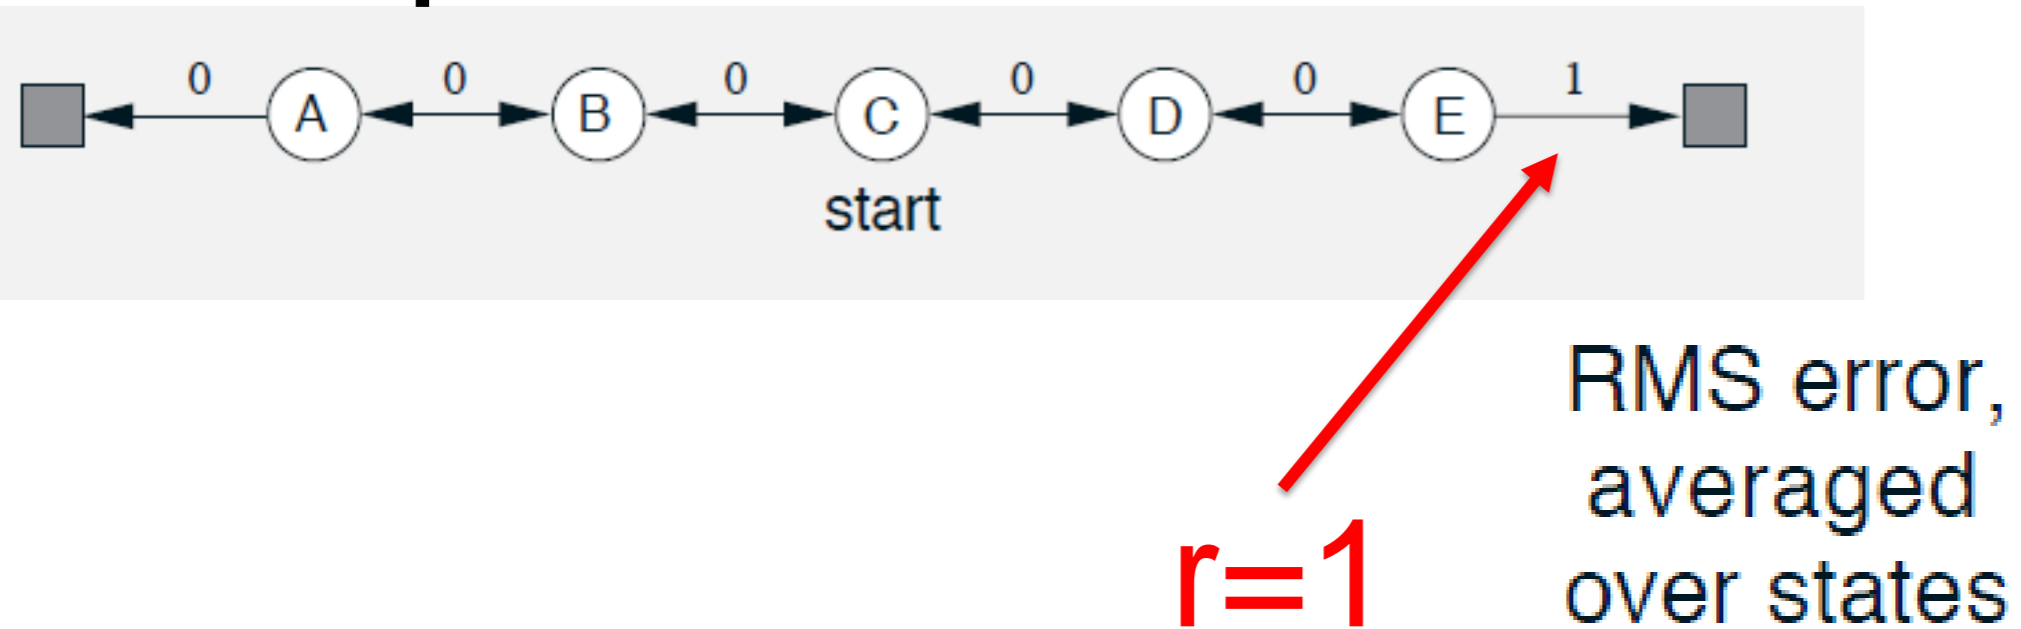 0 0 0 0 0 1
A B C D E
start
r=1
RMS error,
averaged
over states